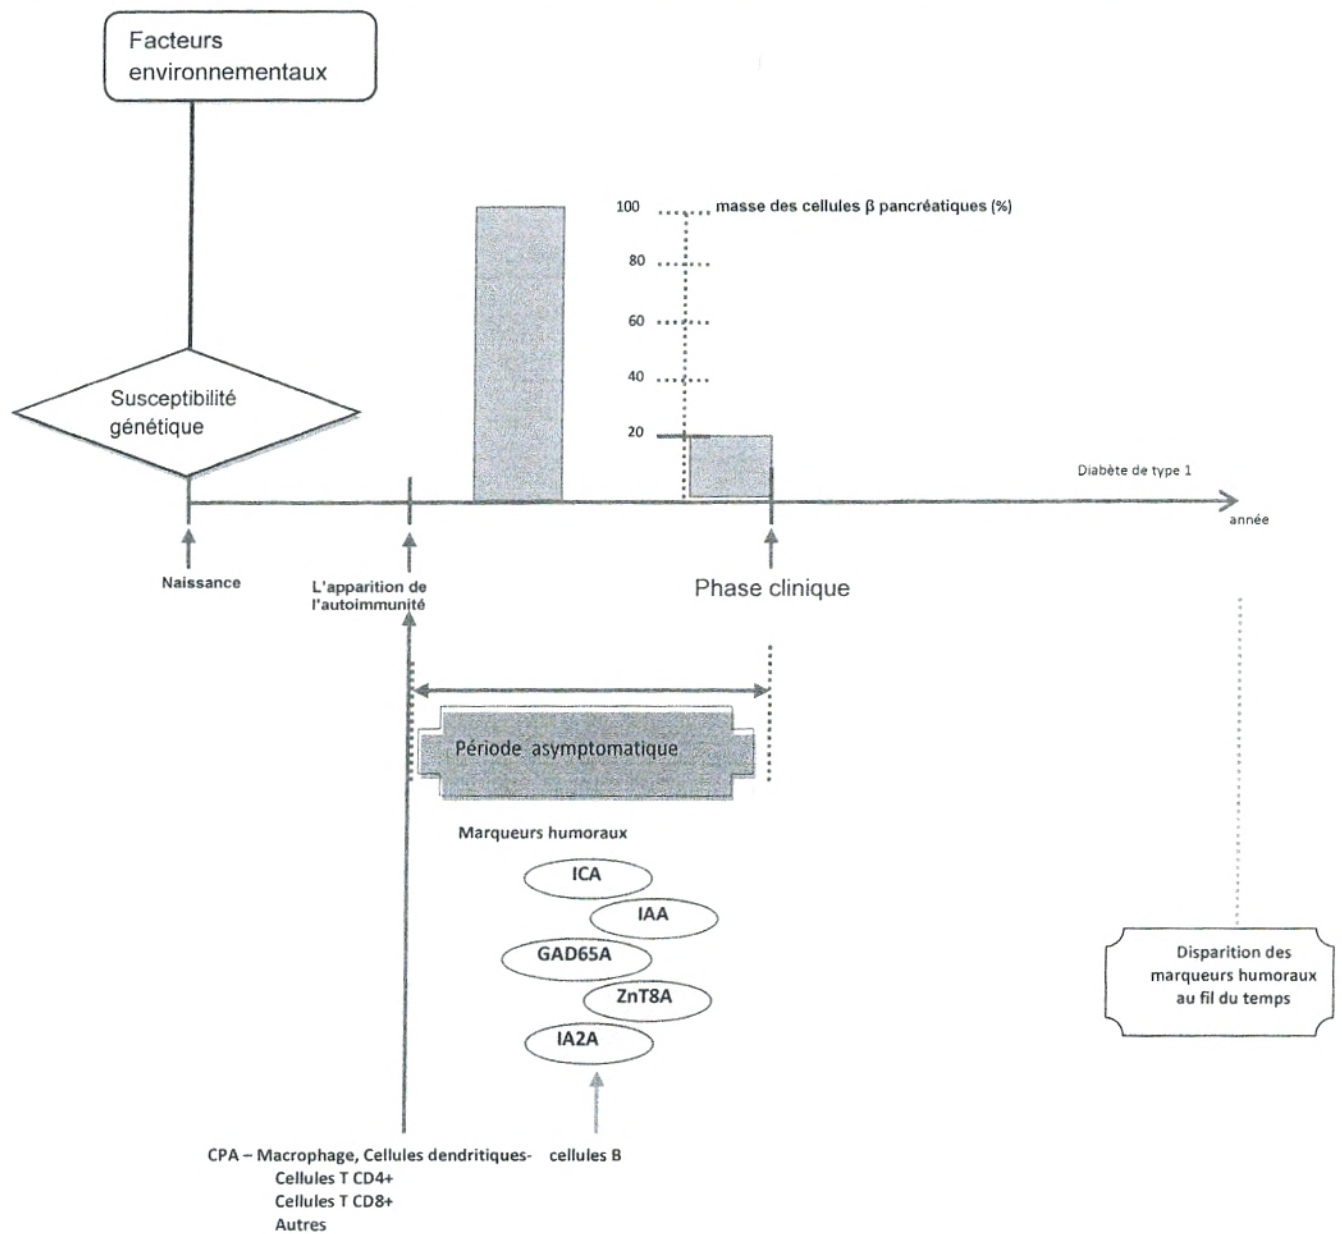 Facteurs
environnementaux
100
masse des cellules β pancréatiques (%)
80
60
40
20
Susceptibilité
génétique
Diabète de type 1
année
Naissance
L'apparition de
l'autoimmunité
Phase clinique
Période asymptomatique
Marqueurs humoraux
ICA
IAA
GAD65A
ZnT8A
IA2A
Disparition des
marqueurs humoraux
au fil du temps
CPA – Macrophage, Cellules dendritiques- cellules B
Cellules T CD4+
Cellules T CD8+
Autres